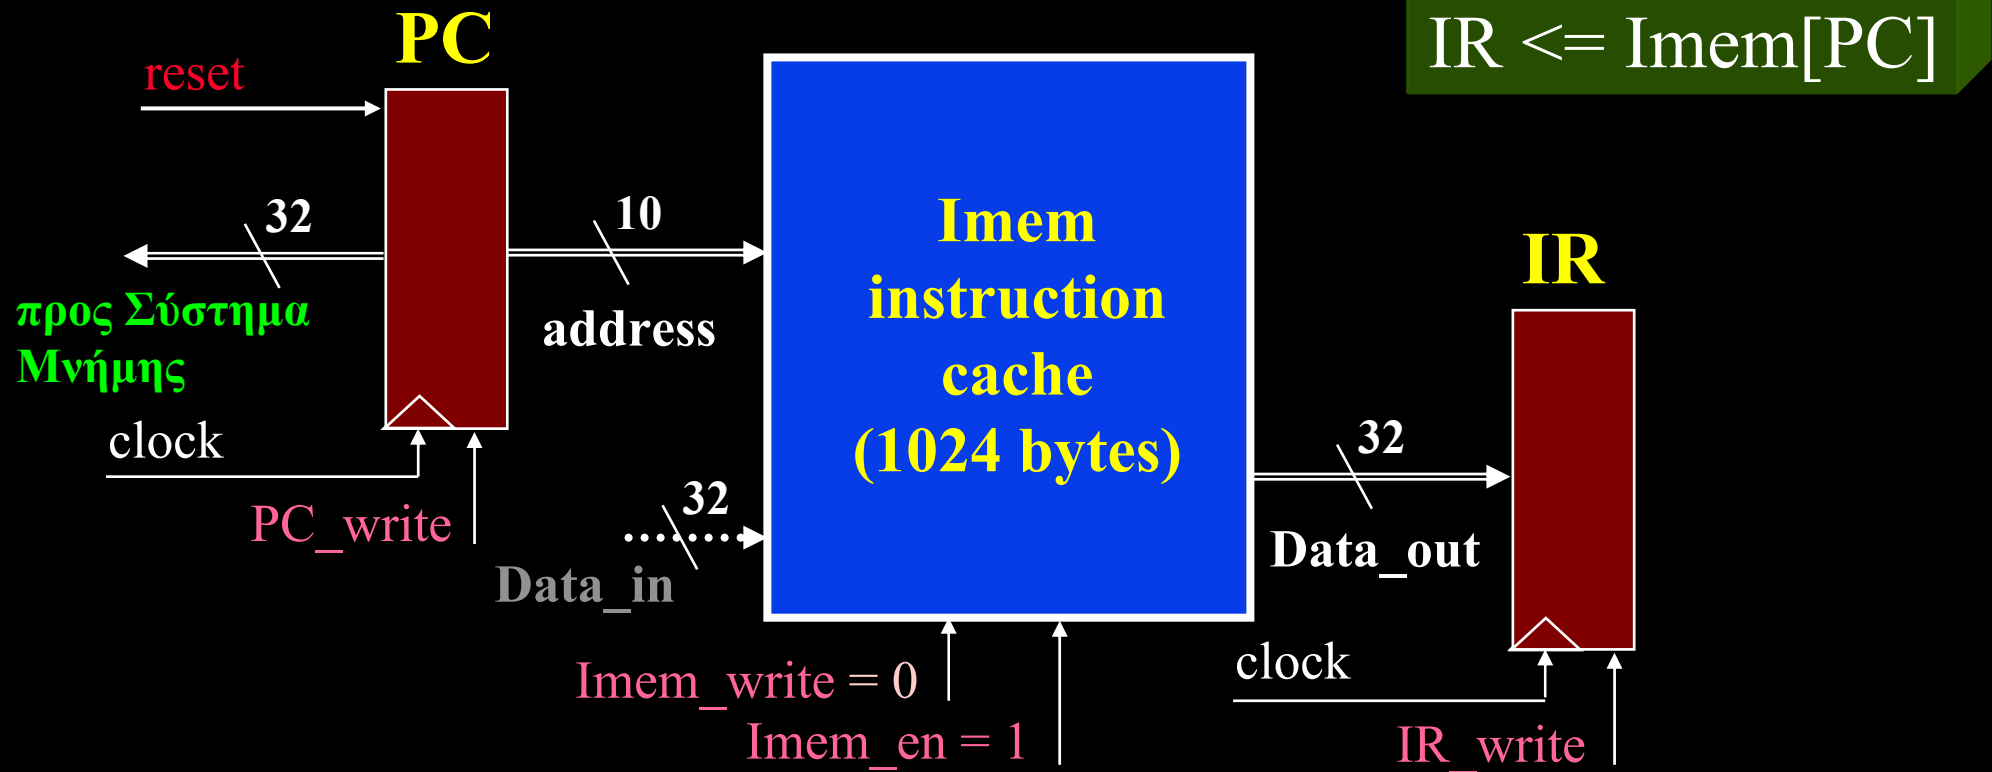 PC
IR <= Imem[PC]
reset
32
10
προς Σύστημα
Μνήμης
address
Imem
instruction
cache
(1024 bytes)
IR
clock
PC_write
32
Data_in
32
Data_out
Imem_write = 0
Imem_en = 1
clock
IR_write